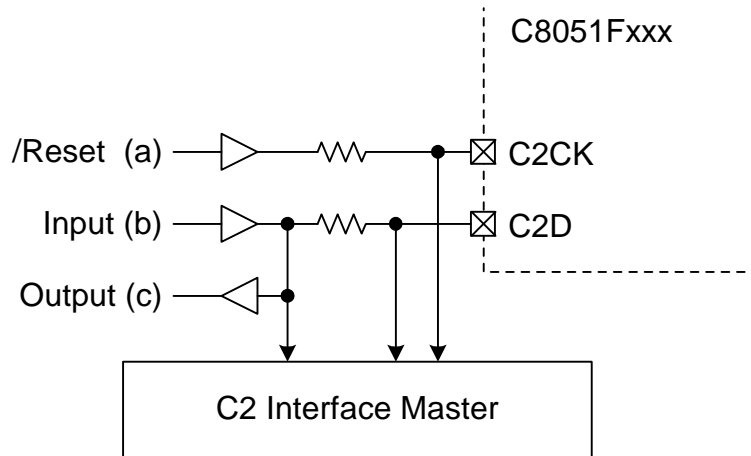 C8051Fxxx
/Reset (a)
C2CK
Input (b)
C2D
Output (c)
C2 Interface Master